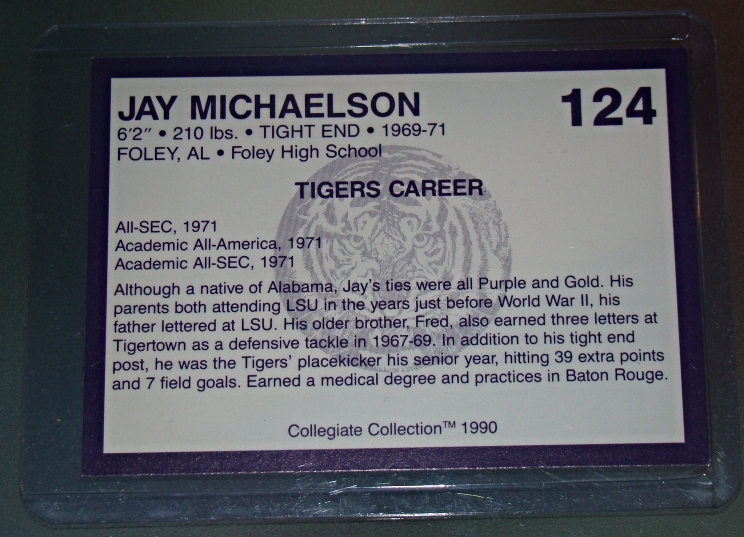 JAY MICHAELSON
124
6'2" • 210 lbs. • TIGHT END • 1969-71
FOLEY, AL • Foley High School
TIGERS CAREER
All-SEC, 1971
Academic All-America, 1971
Academic All-SEC, 1971
Although a native of Alabama, Jay's ties were all Purple and Gold. His
parents both attending LSU in the years just before World War II, his
father lettered at LSU. His older brother, Fred, also earned three letters at
Tigertown as a defensive tackle in 1967-69. In addition to his tight end
post, he was the Tigers' placekicker his senior year, hitting 39 extra points
and 7 field goals. Earned a medical degree and practices in Baton Rouge.
Collegiate Collection™ 1990